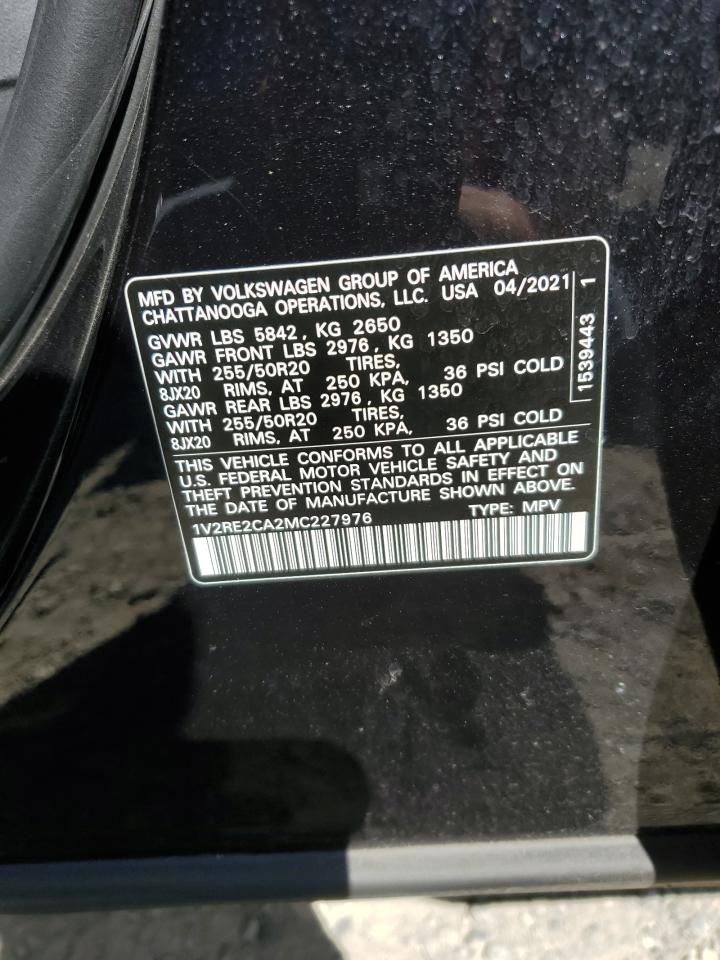 MFD BY VOLKSWAGEN GROUP OF AMERICA
CHATTANOOGA OPERATIONS, LLC. USA 04/2021
GVWR LBS 5842, KG 2650
GAWR FRONT LBS 2976, KG 1350
WITH 255/50R20 TIRES,
8JX20 RIMS, AT 250 KPA, 36 PSI COLD
GAWR REAR LBS 2976, KG 1350
WITH 255/50R20 TIRES,
8JX20 RIMS, AT 250 KPA, 36 PSI COLD
THIS VEHICLE CONFORMS TO ALL APPLICABLE
U.S. FEDERAL MOTOR VEHICLE SAFETY AND
THEFT PREVENTION STANDARDS IN EFFECT ON
THE DATE OF MANUFACTURE SHOWN ABOVE.
1V2RE2CA2MC227976 TYPE: MPV
1539443 1